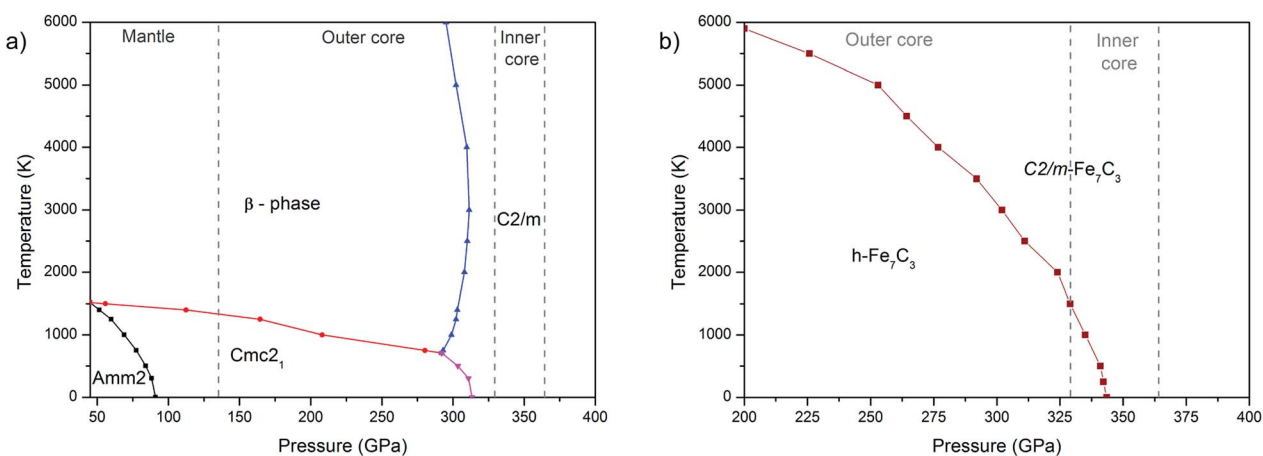 a)
Mantle
Outer core
Inner
core
6000
5000
4000
3000
2000
1000
0
Temperature (K)
β - phase
C2/m
Cmc2₁
Amm2
50
100
150
200
250
300
350
400
Pressure (GPa)
b)
Outer core
Inner
core
6000
5000
4000
3000
2000
1000
0
Temperature (K)
C2/m-Fe₇C₃
h-Fe₇C₃
200
225
250
275
300
325
350
375
400
Pressure (GPa)